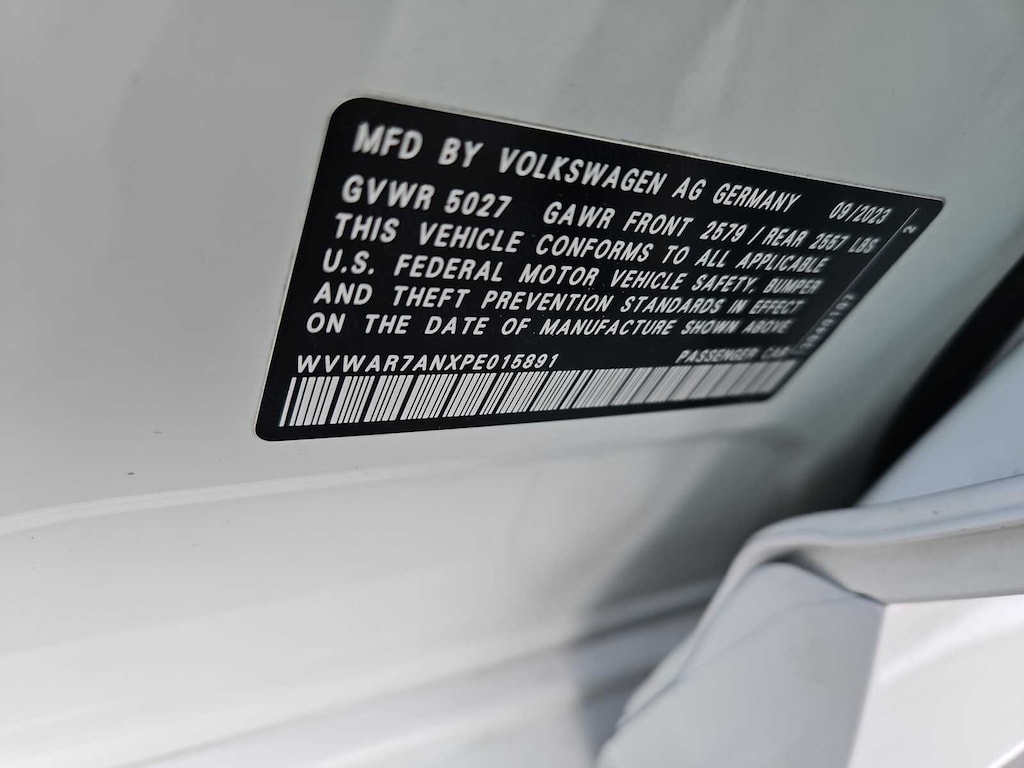 MFD BY VOLKSWAGEN AG GERMANY 09/2023
GVWR 5027 GAWR FRONT 2579 / REAR 2557 LBS
THIS VEHICLE CONFORMS TO ALL APPLICABLE
U.S. FEDERAL MOTOR VEHICLE SAFETY, BUMPER
AND THEFT PREVENTION STANDARDS IN EFFECT
ON THE DATE OF MANUFACTURE SHOWN ABOVE
WVWAR7ANXPE015891 PASSENGER CAR